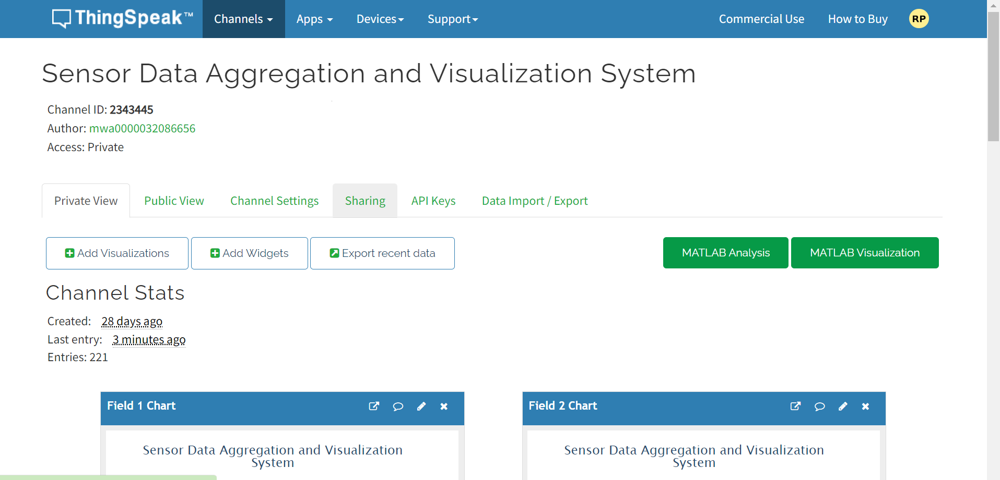 ThingSpeak™ Channels Apps Devices Support Commercial Use How to Buy RP
Sensor Data Aggregation and Visualization System
Channel ID: 2343445
Author: mwa0000032086656
Access: Private
Private View Public View Channel Settings Sharing API Keys Data Import / Export
Add Visualizations Add Widgets Export recent data MATLAB Analysis MATLAB Visualization
Channel Stats
Created: 28 days ago
Last entry: 3 minutes ago
Entries: 221
Field 1 Chart Field 2 Chart
Sensor Data Aggregation and Visualization Sensor Data Aggregation and Visualization
System System